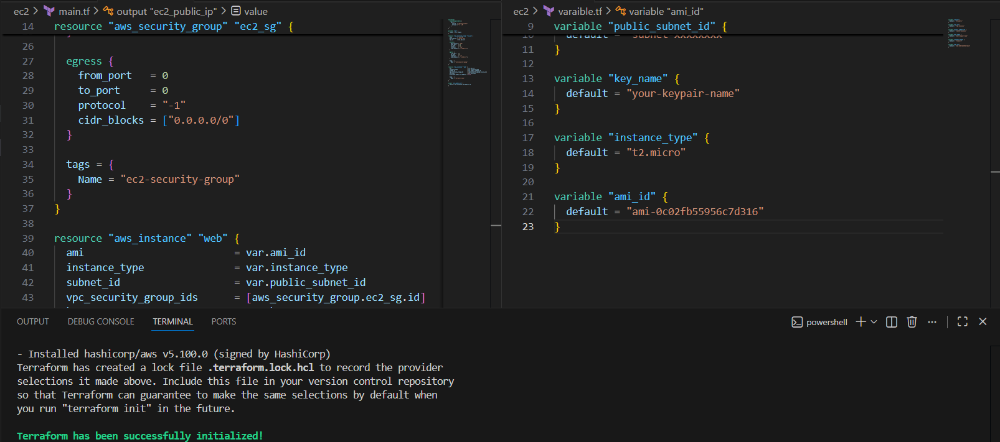 ec2 > main.tf > output "ec2_public_ip" > value
14 resource "aws_security_group" "ec2_sg" {
26
27 egress {
28 from_port = 0
29 to_port = 0
30 protocol = "-1"
31 cidr_blocks = ["0.0.0.0/0"]
32 }
33
34 tags = {
35 Name = "ec2-security-group"
36 }
37 }
38
39 resource "aws_instance" "web" {
40 ami = var.ami_id
41 instance_type = var.instance_type
42 subnet_id = var.public_subnet_id
43 vpc_security_group_ids = [aws_security_group.ec2_sg.id]
ec2 > varaible.tf > variable "ami_id"
9 variable "public_subnet_id" {
10 default = "subnet-xxxxxxxx"
11 }
12
13 variable "key_name" {
14 default = "your-keypair-name"
15 }
16
17 variable "instance_type" {
18 default = "t2.micro"
19 }
20
21 variable "ami_id" {
22 default = "ami-0c02fb55956c7d316"
23 }
OUTPUT DEBUG CONSOLE TERMINAL PORTS powershell
- Installed hashicorp/aws v5.100.0 (signed by HashiCorp)
Terraform has created a lock file .terraform.lock.hcl to record the provider
selections it made above. Include this file in your version control repository
so that Terraform can guarantee to make the same selections by default when
you run "terraform init" in the future.
Terraform has been successfully initialized!